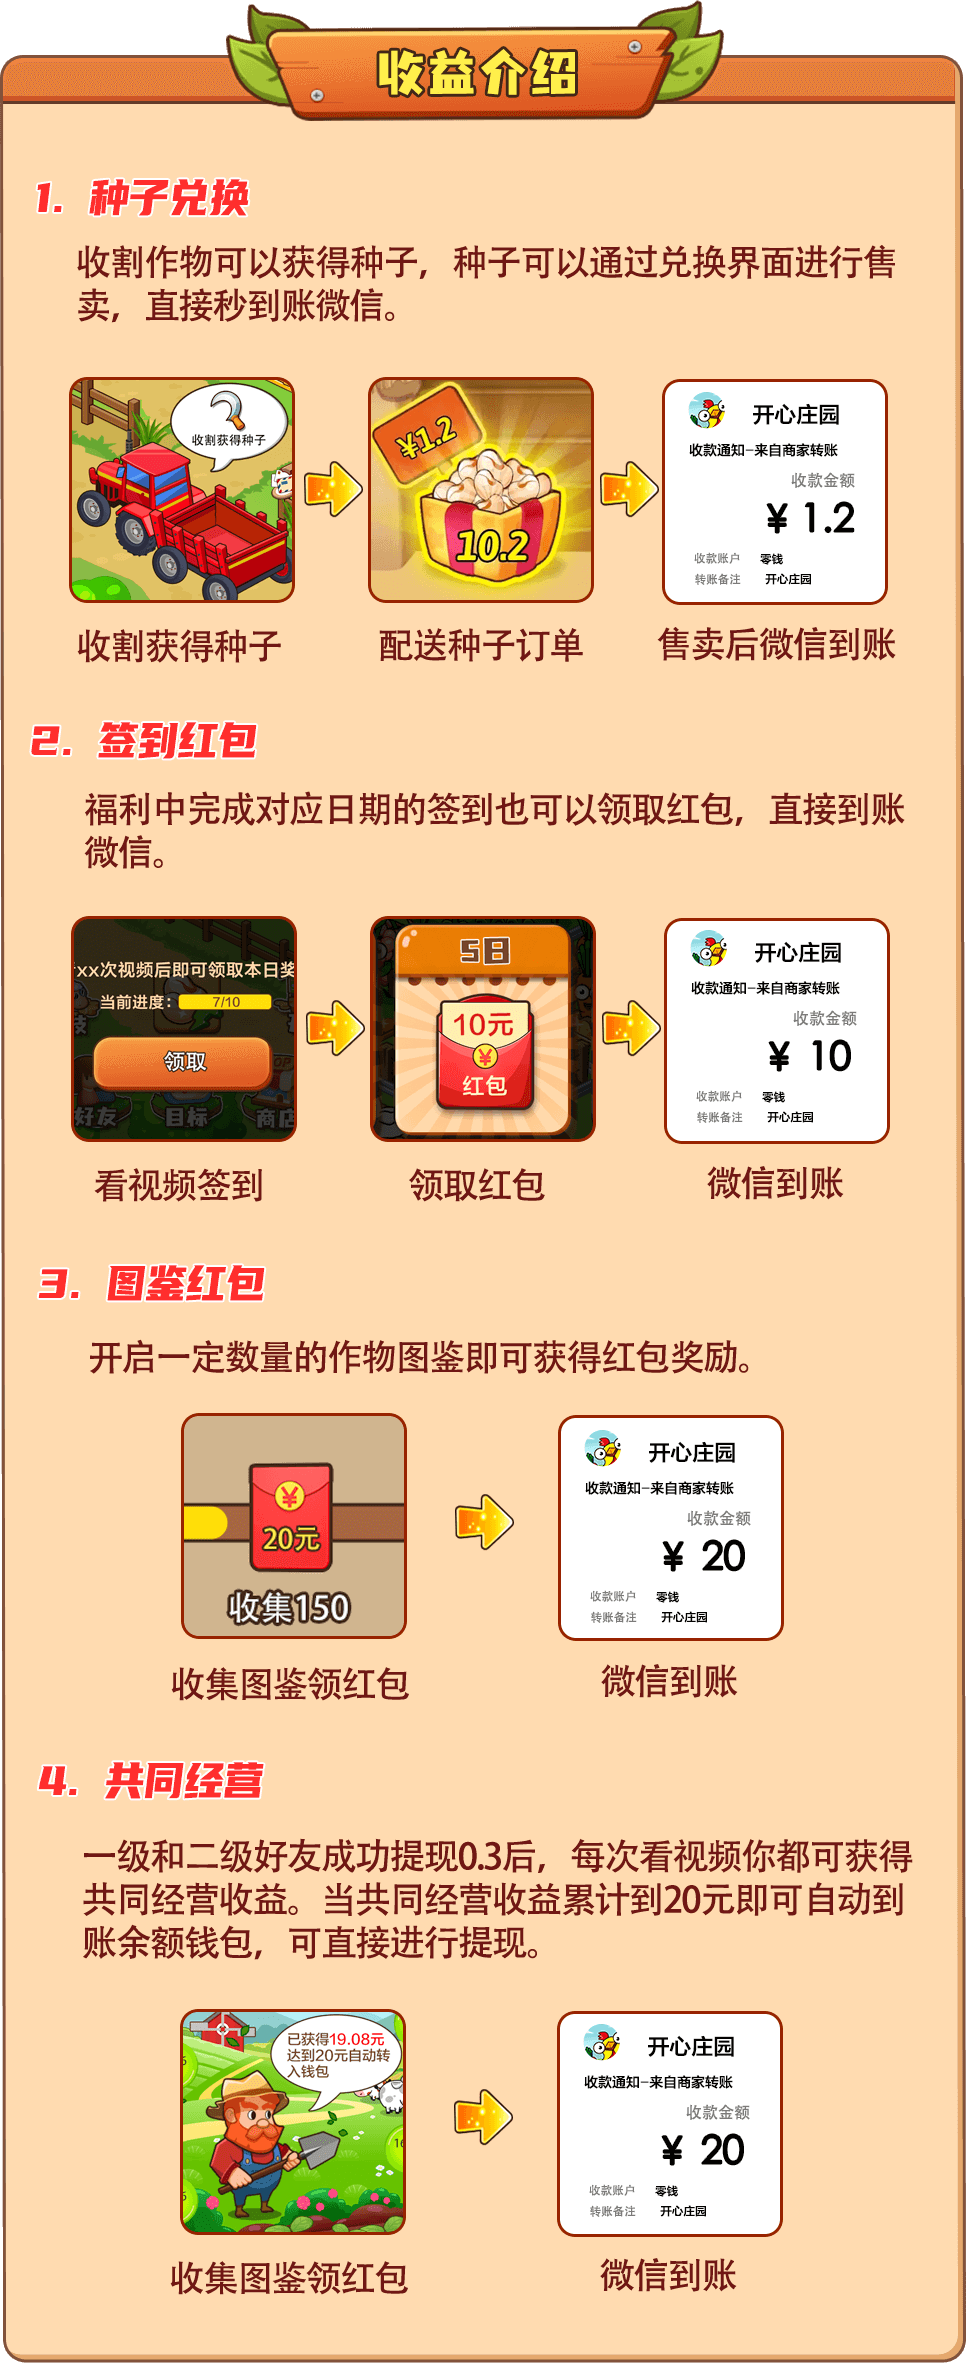 收益介绍
1. 种子兑换
收割作物可以获得种子，种子可以通过兑换界面进行售
卖，直接秒到账微信。
收割获得种子
¥1.2
10.2
开心庄园
收款通知-来自商家转账
收款金额
¥ 1.2
收款账户 零钱
转账备注 开心庄园
收割获得种子
配送种子订单
售卖后微信到账
2. 签到红包
福利中完成对应日期的签到也可以领取红包，直接到账
微信。
xx次视频后即可领取本日奖
当前进度：7/10
领取
好友 目标 商店
5日
10元
¥
红包
开心庄园
收款通知-来自商家转账
收款金额
¥ 10
收款账户 零钱
转账备注 开心庄园
看视频签到
领取红包
微信到账
3. 图鉴红包
开启一定数量的作物图鉴即可获得红包奖励。
¥
20元
收集150
开心庄园
收款通知-来自商家转账
收款金额
¥ 20
收款账户 零钱
转账备注 开心庄园
收集图鉴领红包
微信到账
4. 共同经营
一级和二级好友成功提现0.3后，每次看视频你都可获得
共同经营收益。当共同经营收益累计到20元即可自动到
账余额钱包，可直接进行提现。
已获得19.08元
达到20元自动转
入钱包
开心庄园
收款通知-来自商家转账
收款金额
¥ 20
收款账户 零钱
转账备注 开心庄园
收集图鉴领红包
微信到账